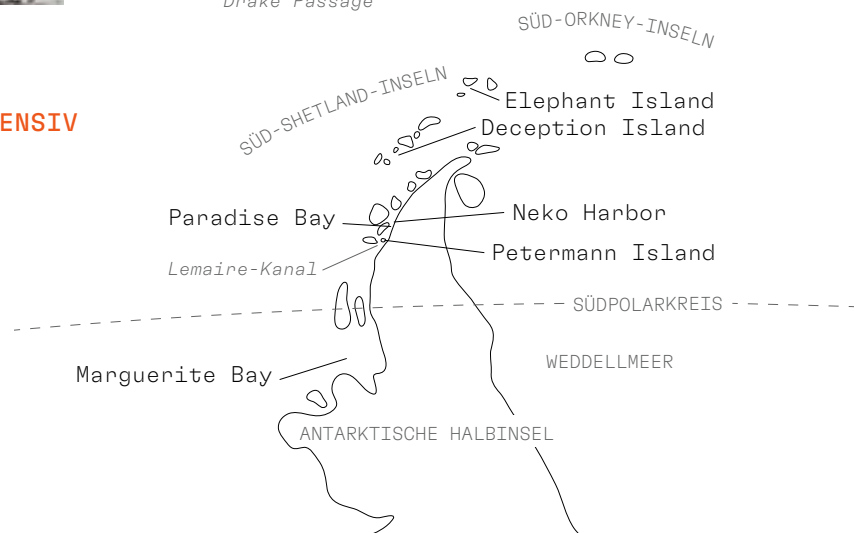 Drake Passage
SÜD-ORKNEY-INSELN
SÜD-SHETLAND-INSELN
Elephant Island
ENSIV
Deception Island
Paradise Bay
Neko Harbor
Petermann Island
Lemaire-Kanal
SÜDPOLARKREIS
WEDDELLMEER
Marguerite Bay
ANTARKTISCHE HALBINSEL